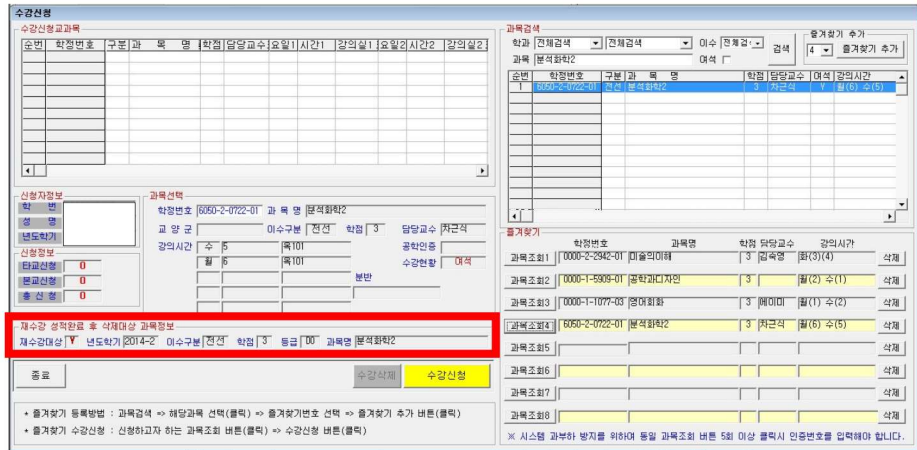 수강신청
수강신청교과목
순번 학정번호 구분 과 목 명 학점 담당교수 요일1 시간1 강의실1 요일2 시간2 강의실2
신청자정보
학 번
성 명
년도학기
신청정보
타교신청 0
본교신청 0
총 신 청 0
과목선택
학정번호 6050-2-0722-01 과 목 명 분석화학2
교 양 군 이수구분 전선 학점 3 담당교수 차근식
강의시간 수 5 옥101 공학인증
월 6 옥101 수강현황 여석
분반
재수강 성적완료 후 삭제대상 과목정보
재수강대상 Y 년도학기 2014-2 이수구분 전선 학점 3 등급 D0 과목명 분석화학2
종료 수강삭제 수강신청
* 즐겨찾기 등록방법 : 과목검색 => 해당과목 선택(클릭) => 즐겨찾기번호 선택 => 즐겨찾기 추가 버튼(클릭)
* 즐겨찾기 수강신청 : 신청하고자 하는 과목조회 버튼(클릭) => 수강신청 버튼(클릭)
과목검색
학과 전체검색 전체검색 이수 전체검 검색
과목 분석화학2 여석
즐겨찾기 추가
4 즐겨찾기 추가
순번 학정번호 구분 과 목 명 학점 담당교수 여석 강의시간
1 6050-2-0722-01 전선 분석화학2 3 차근식 Y 월(6) 수(5)
즐겨찾기
학정번호 과목명 학점 담당교수 강의시간
과목조회1 0000-2-2942-01 미술의이해 3 김숙영 화(3)(4) 삭제
과목조회2 0000-1-5909-01 공학과디자인 3 월(2) 수(1) 삭제
과목조회3 0000-1-1077-03 영어회화 3 에이미 월(1) 수(2) 삭제
과목조회4 6050-2-0722-01 분석화학2 3 차근식 월(6) 수(5) 삭제
과목조회5 삭제
과목조회6 삭제
과목조회7 삭제
과목조회8 삭제
※ 시스템 과부하 방지를 위하여 동일 과목조회 버튼 5회 이상 클릭시 인증번호를 입력해야 합니다.